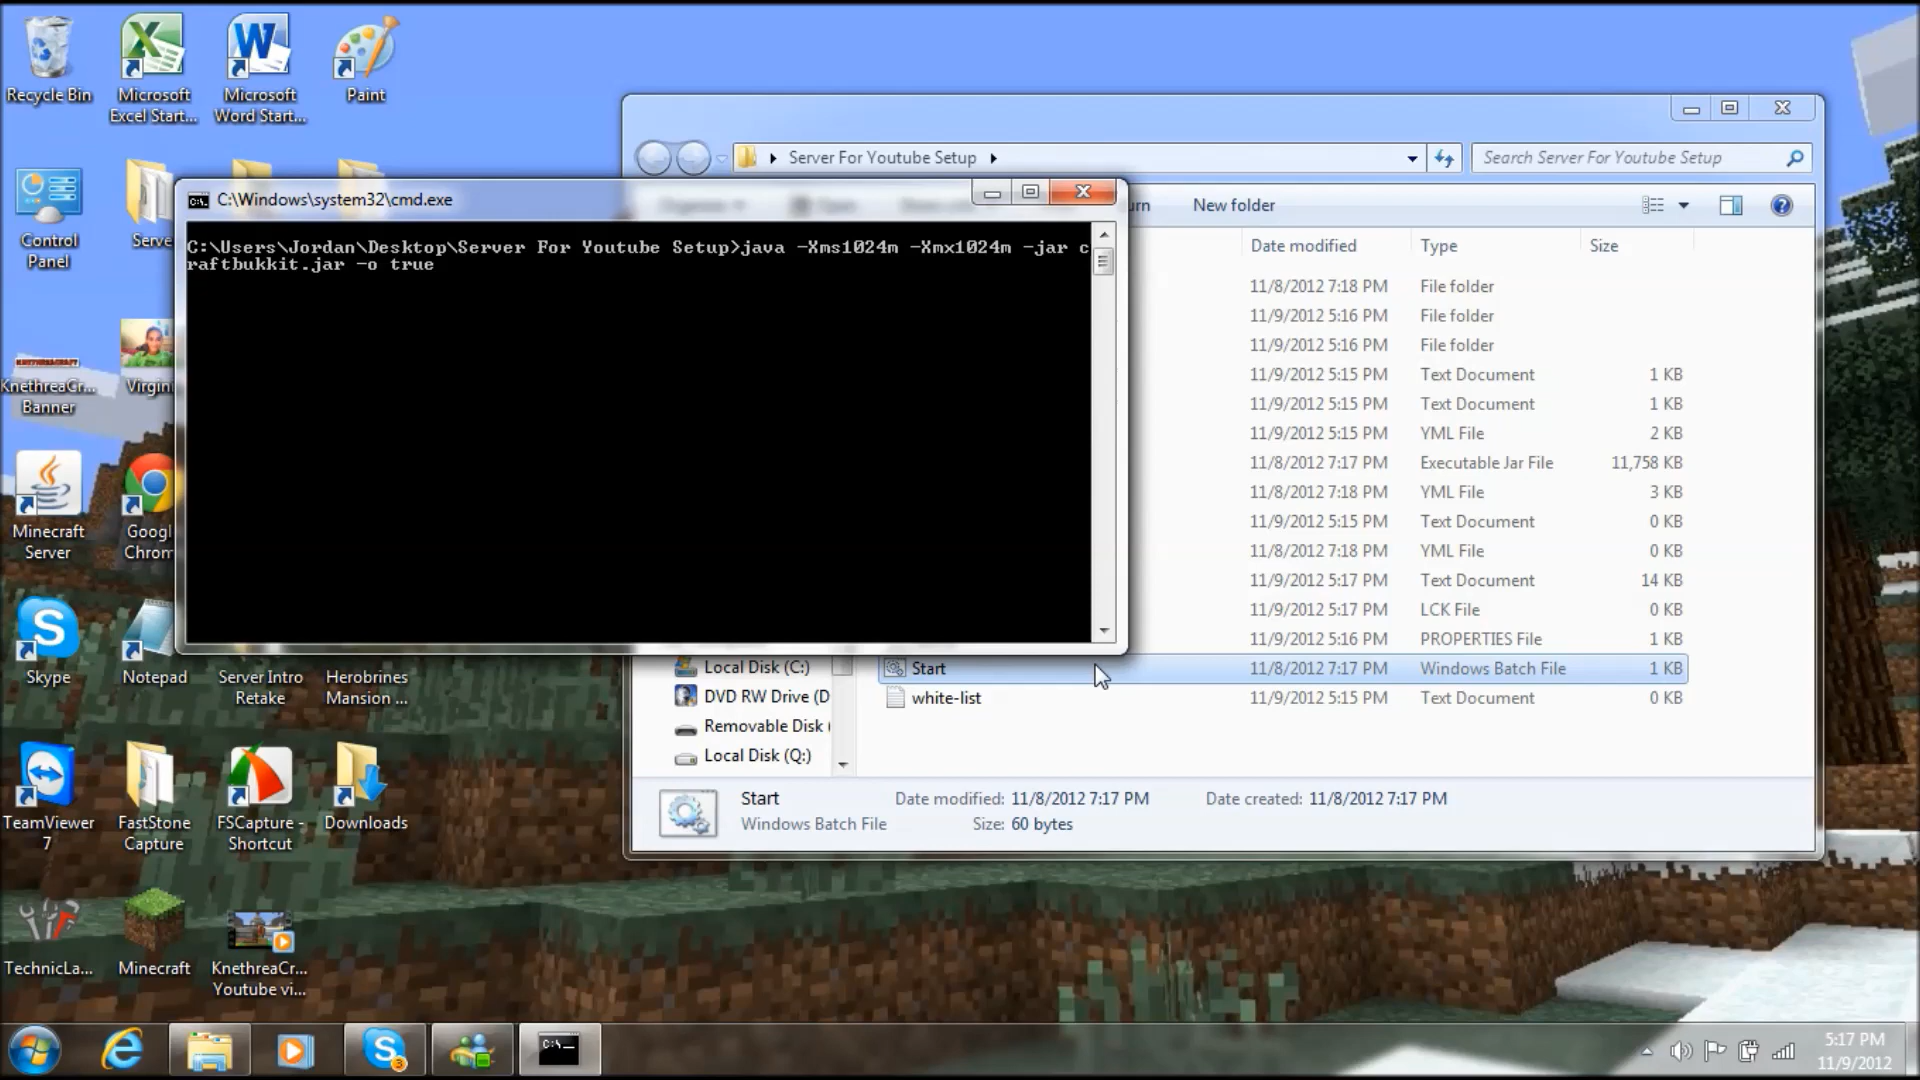 Recycle Bin
Microsoft
Excel Start...
Microsoft
Word Start...
Paint
Control
Panel
Serve
KnethreaCr...
Banner
Virgin
Minecraft
Server
Googl
Chrom
Skype
Notepad
Server Intro
Retake
Herobrines
Mansion ...
TeamViewer
7
FastStone
Capture
FSCapture -
Shortcut
Downloads
TechnicLa...
Minecraft
KnethreaCr...
Youtube vi...
C:\Windows\system32\cmd.exe
C:\Users\Jordan\Desktop\Server For Youtube Setup>java -Xms1024m -Xmx1024m -jar c
raftbukkit.jar -o true
Server For Youtube Setup
Search Server For Youtube Setup
urn
New folder
Date modified Type Size
11/8/2012 7:18 PM File folder
11/9/2012 5:16 PM File folder
11/9/2012 5:16 PM File folder
11/9/2012 5:15 PM Text Document 1 KB
11/9/2012 5:15 PM Text Document 1 KB
11/9/2012 5:15 PM YML File 2 KB
11/8/2012 7:17 PM Executable Jar File 11,758 KB
11/8/2012 7:18 PM YML File 3 KB
11/9/2012 5:15 PM Text Document 0 KB
11/8/2012 7:18 PM YML File 0 KB
11/9/2012 5:17 PM Text Document 14 KB
11/9/2012 5:17 PM LCK File 0 KB
11/9/2012 5:16 PM PROPERTIES File 1 KB
Start 11/8/2012 7:17 PM Windows Batch File 1 KB
white-list 11/9/2012 5:15 PM Text Document 0 KB
Local Disk (C:)
DVD RW Drive (D
Removable Disk (
Local Disk (Q:)
Start Date modified: 11/8/2012 7:17 PM Date created: 11/8/2012 7:17 PM
Windows Batch File Size: 60 bytes
5:17 PM
11/9/2012